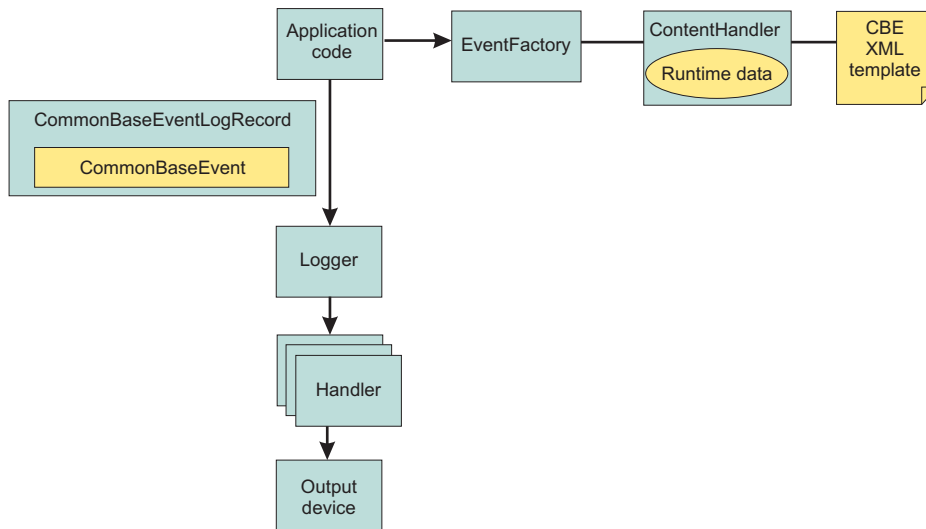 Application
code
EventFactory
ContentHandler
Runtime data
CBE
XML
template
CommonBaseEventLogRecord
CommonBaseEvent
Logger
Handler
Output
device